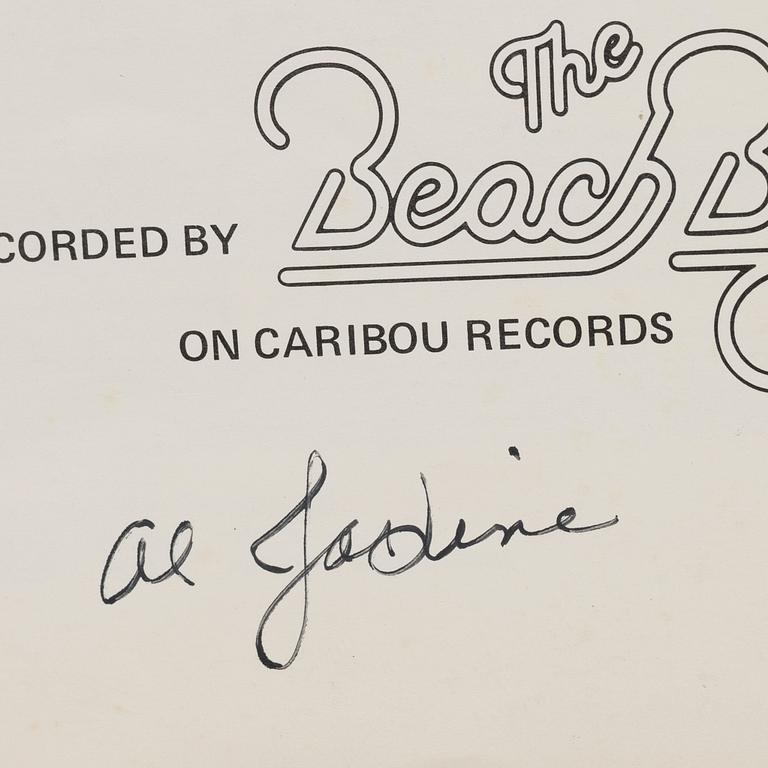 The
Beach B
CORDED BY
ON CARIBOU RECORDS
Al Jardine